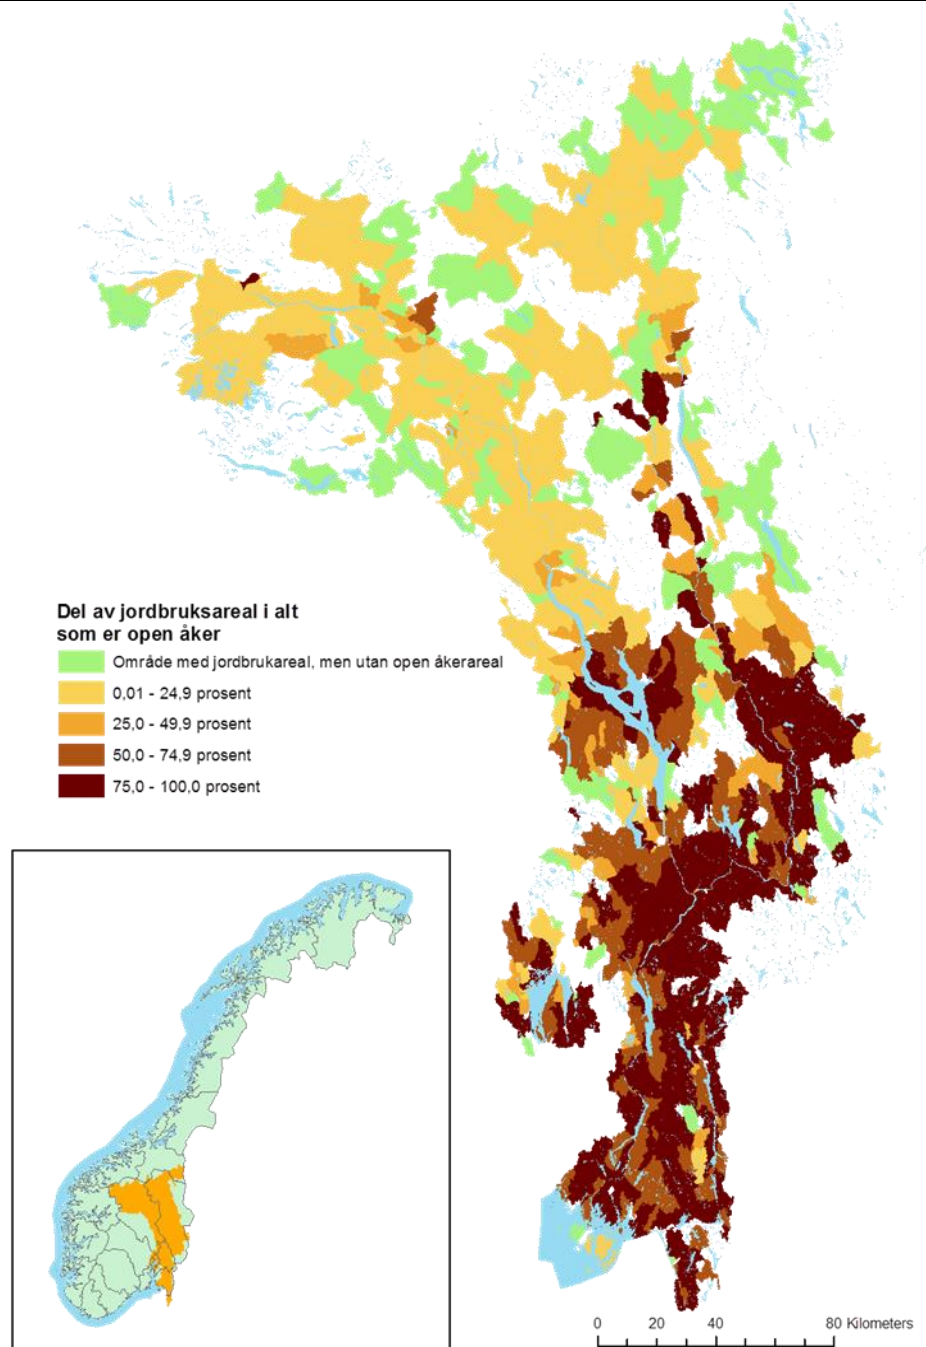 Del av jordbruksareal i alt
som er open åker
Område med jordbrukareal, men utan open åkerareal
0,01 - 24,9 prosent
25,0 - 49,9 prosent
50,0 - 74,9 prosent
75,0 - 100,0 prosent
0 20 40 80 Kilometers